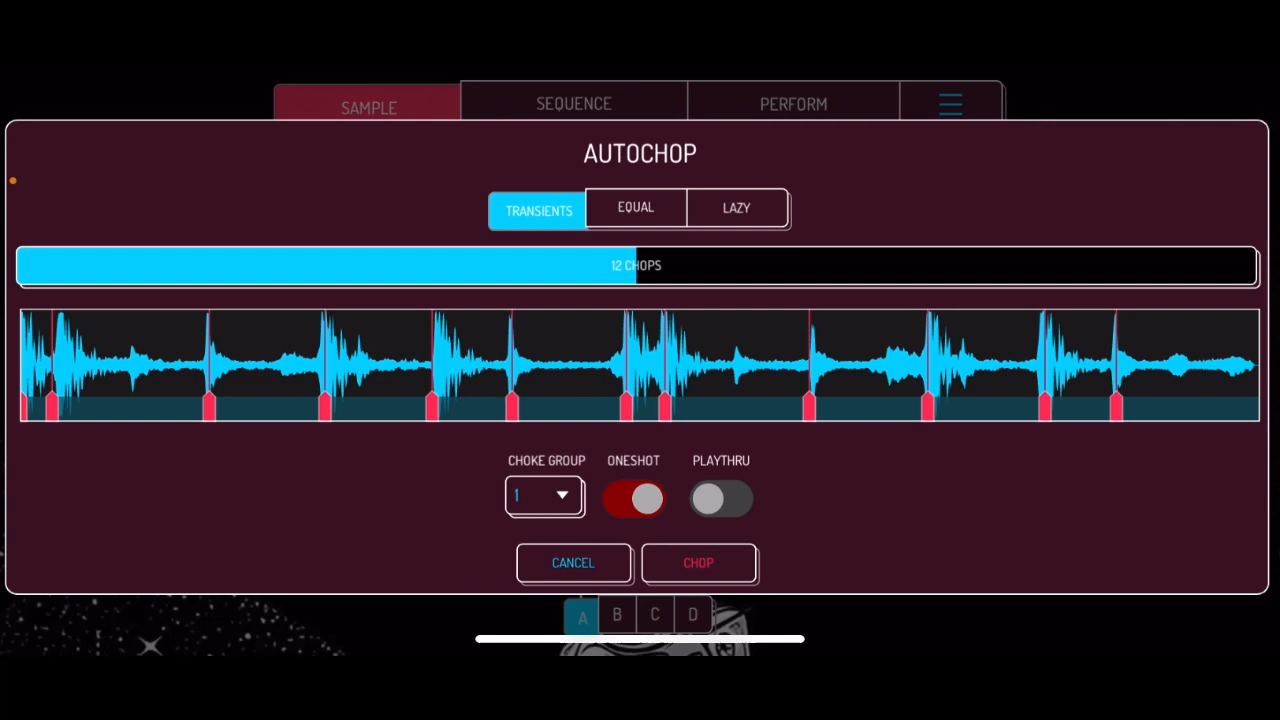 SAMPLE SEQUENCE PERFORM
AUTOCHOP
TRANSIENTS EQUAL LAZY
12 CHOPS
CHOKE GROUP ONESHOT PLAYTHRU
1
CANCEL CHOP
A B C D